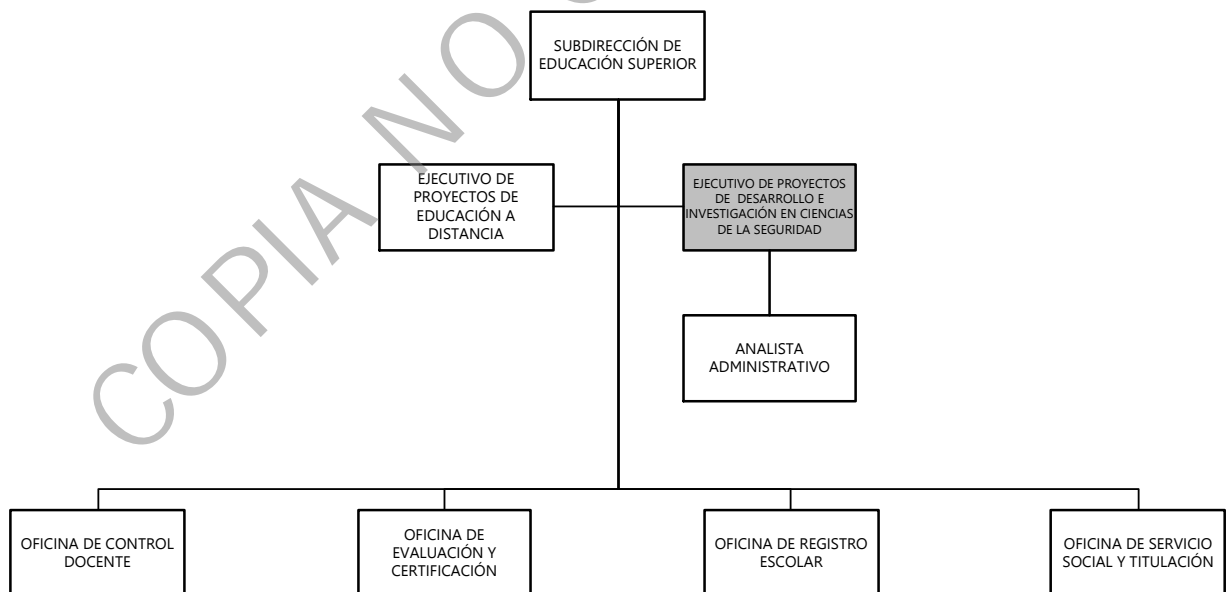 SUBDIRECCIÓN DE
EDUCACIÓN SUPERIOR
EJECUTIVO DE
PROYECTOS DE
EDUCACIÓN A
DISTANCIA
EJECUTIVO DE PROYECTOS
DE DESARROLLO E
INVESTIGACIÓN EN CIENCIAS
DE LA SEGURIDAD
ANALISTA
ADMINISTRATIVO
OFICINA DE CONTROL
DOCENTE
OFICINA DE
EVALUACIÓN Y
CERTIFICACIÓN
OFICINA DE REGISTRO
ESCOLAR
OFICINA DE SERVICIO
SOCIAL Y TITULACIÓN
COPIA NO